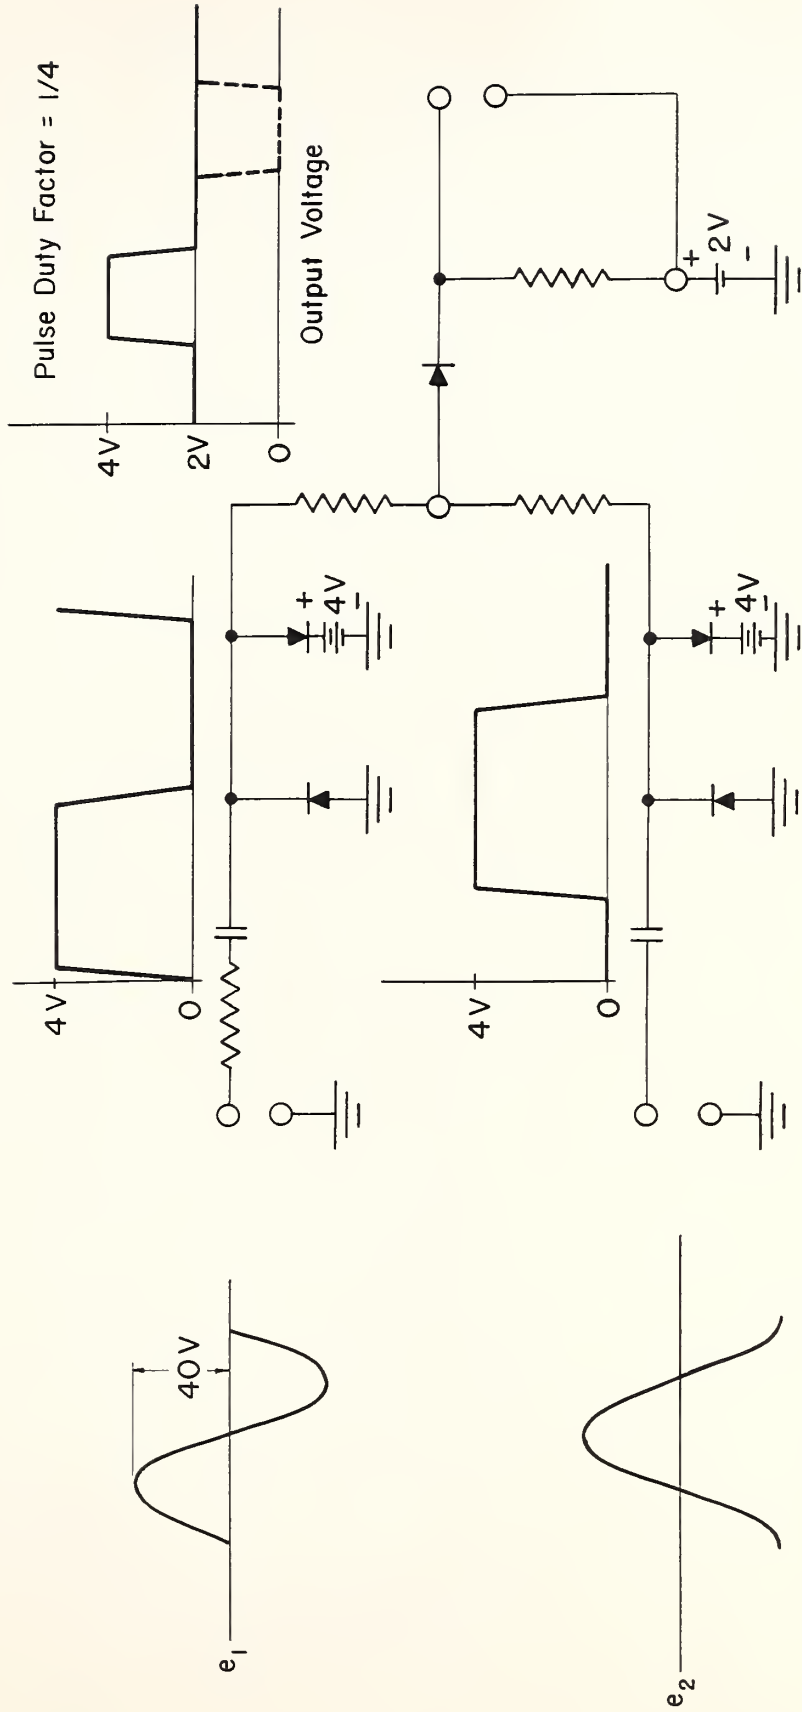 Pulse Duty Factor = 1/4
4V
2V
0
Output Voltage
4V
0
+
4V
-
4V
0
+
4V
-
+
2V
-
40V
e1
e2